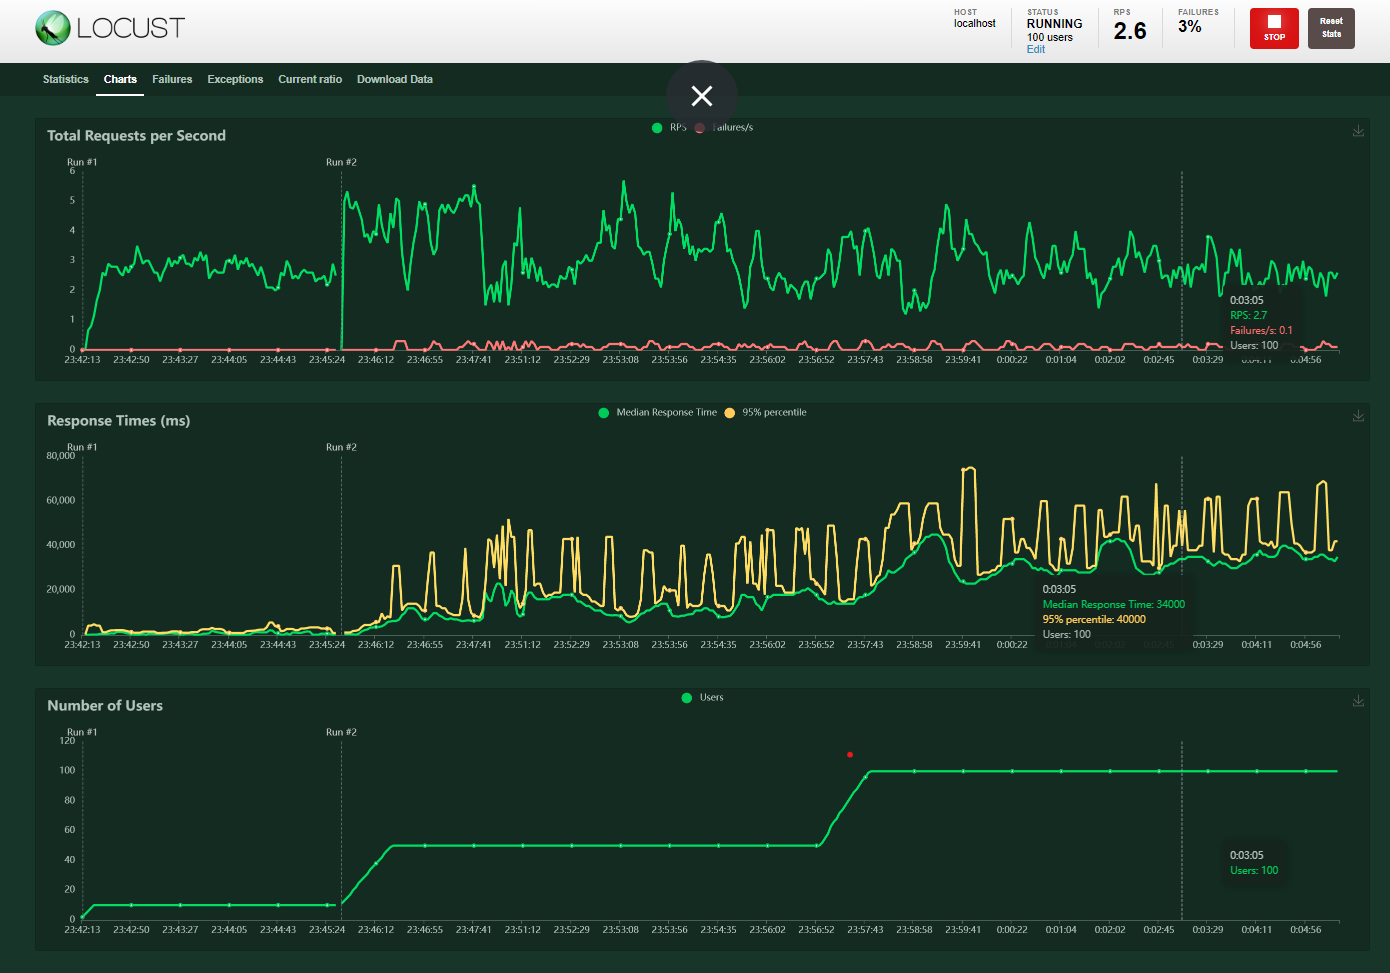 LOCUST
HOST
localhost
STATUS
RUNNING
100 users
Edit
RPS
2.6
FAILURES
3%
STOP
Reset
Stats
Statistics Charts Failures Exceptions Current ratio Download Data
Total Requests per Second
RPS Failures/s
Run #1 Run #2
6
5
4
3
2
1
0
0:03:05
RPS: 2.7
Failures/s: 0.1
Users: 100
23:42:13 23:42:50 23:43:27 23:44:05 23:44:43 23:45:24 23:46:12 23:46:55 23:47:41 23:51:12 23:52:29 23:53:08 23:53:56 23:54:35 23:56:02 23:56:52 23:57:43 23:58:58 23:59:41 0:00:22 0:01:04 0:02:02 0:02:45 0:03:29 0:04:11 0:04:56
Response Times (ms)
Median Response Time 95% percentile
Run #1 Run #2
80,000
60,000
40,000
20,000
0
0:03:05
Median Response Time: 34000
95% percentile: 40000
Users: 100
23:42:13 23:42:50 23:43:27 23:44:05 23:44:43 23:45:24 23:46:12 23:46:55 23:47:41 23:51:12 23:52:29 23:53:08 23:53:56 23:54:35 23:56:02 23:56:52 23:57:43 23:58:58 23:59:41 0:00:22 0:01:04 0:02:02 0:02:45 0:03:29 0:04:11 0:04:56
Number of Users
Users
Run #1 Run #2
120
100
80
60
40
20
0
0:03:05
Users: 100
23:42:13 23:42:50 23:43:27 23:44:05 23:44:43 23:45:24 23:46:12 23:46:55 23:47:41 23:51:12 23:52:29 23:53:08 23:53:56 23:54:35 23:56:02 23:56:52 23:57:43 23:58:58 23:59:41 0:00:22 0:01:04 0:02:02 0:02:45 0:03:29 0:04:11 0:04:56